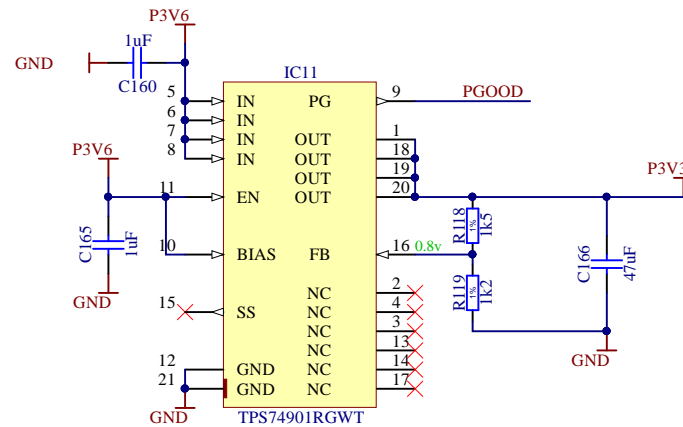 P3V6
1uF
GND
C160
IC11
5 IN PG 9 PGOOD
6 IN
7 IN OUT 1
8 IN OUT 18
OUT 19
P3V6
11 EN OUT 20
P3V3
C165
1uF
10 BIAS FB 16 0.8v
R118
1%
1k5
R119
1%
1k2
C166
47uF
NC 2
15 SS NC 4
NC 3
NC 13
12 GND NC 14
21 GND NC 17
GND
GND
GND
TPS74901RGWT